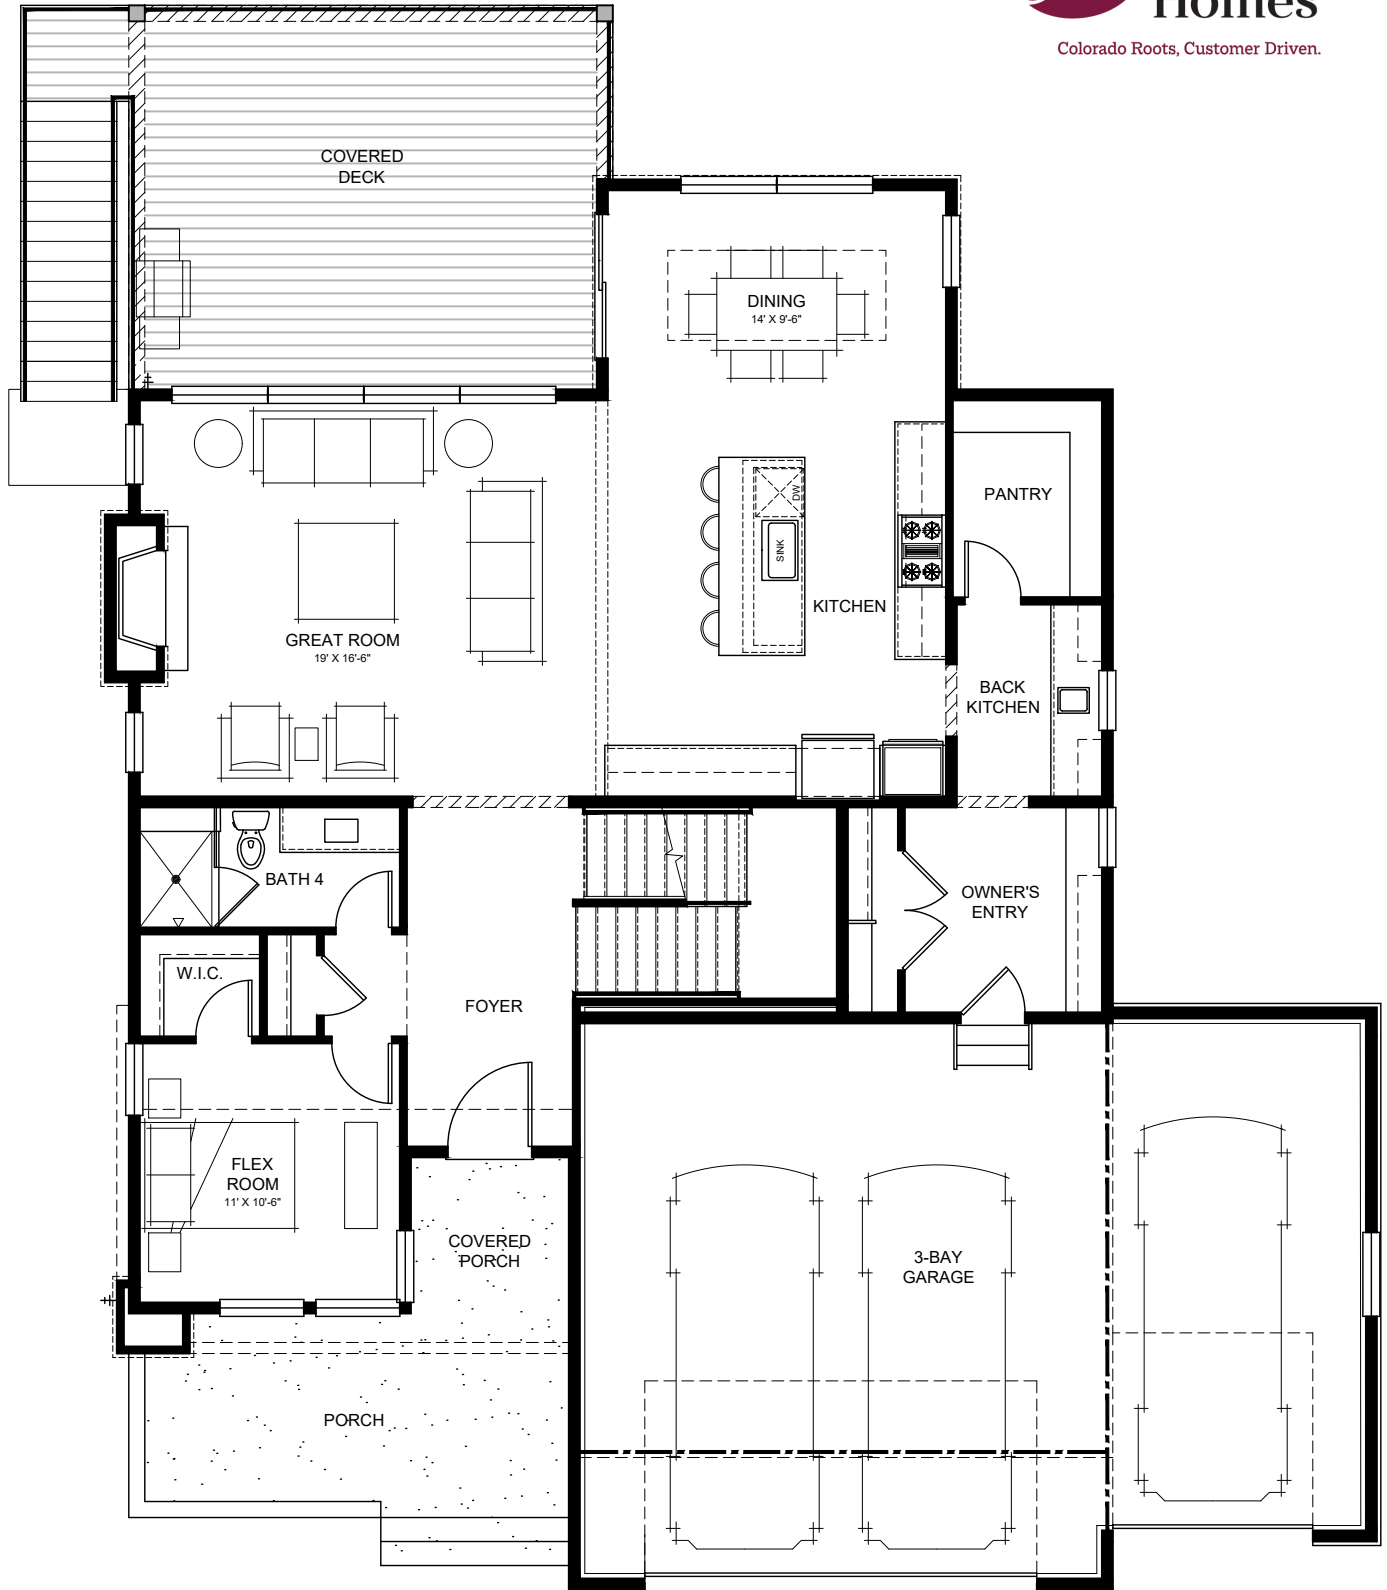 Homes
Colorado Roots, Customer Driven.
COVERED
DECK
DINING
14' X 9'-6"
PANTRY
DW
SINK
KITCHEN
GREAT ROOM
19' X 16'-6"
BACK
KITCHEN
BATH 4
OWNER'S
ENTRY
W.I.C.
FOYER
FLEX
ROOM
11' X 10'-6"
COVERED
PORCH
3-BAY
GARAGE
PORCH